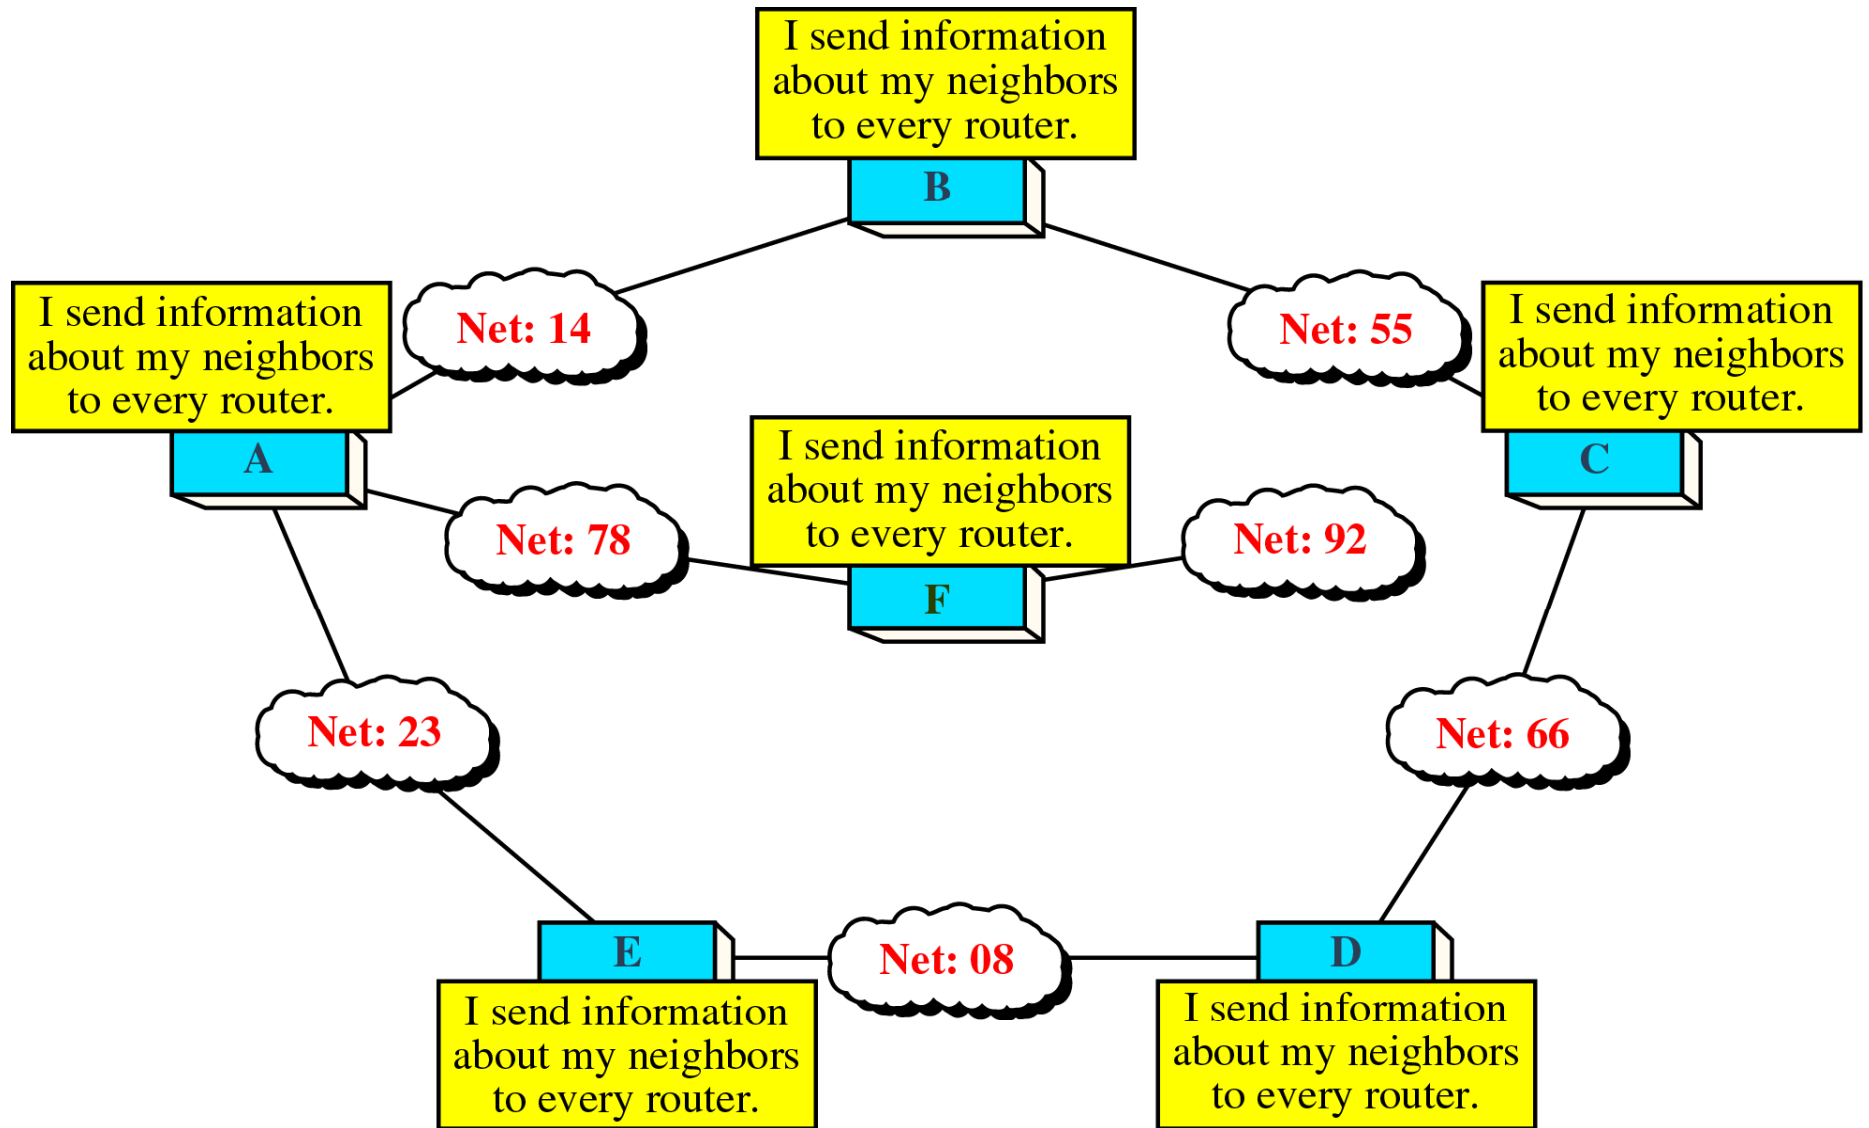 I send information
about my neighbors
to every router.
B
I send information
about my neighbors
to every router.
A
Net: 14
Net: 55
I send information
about my neighbors
to every router.
C
Net: 78
I send information
about my neighbors
to every router.
F
Net: 92
Net: 23
Net: 66
E
I send information
about my neighbors
to every router.
Net: 08
D
I send information
about my neighbors
to every router.